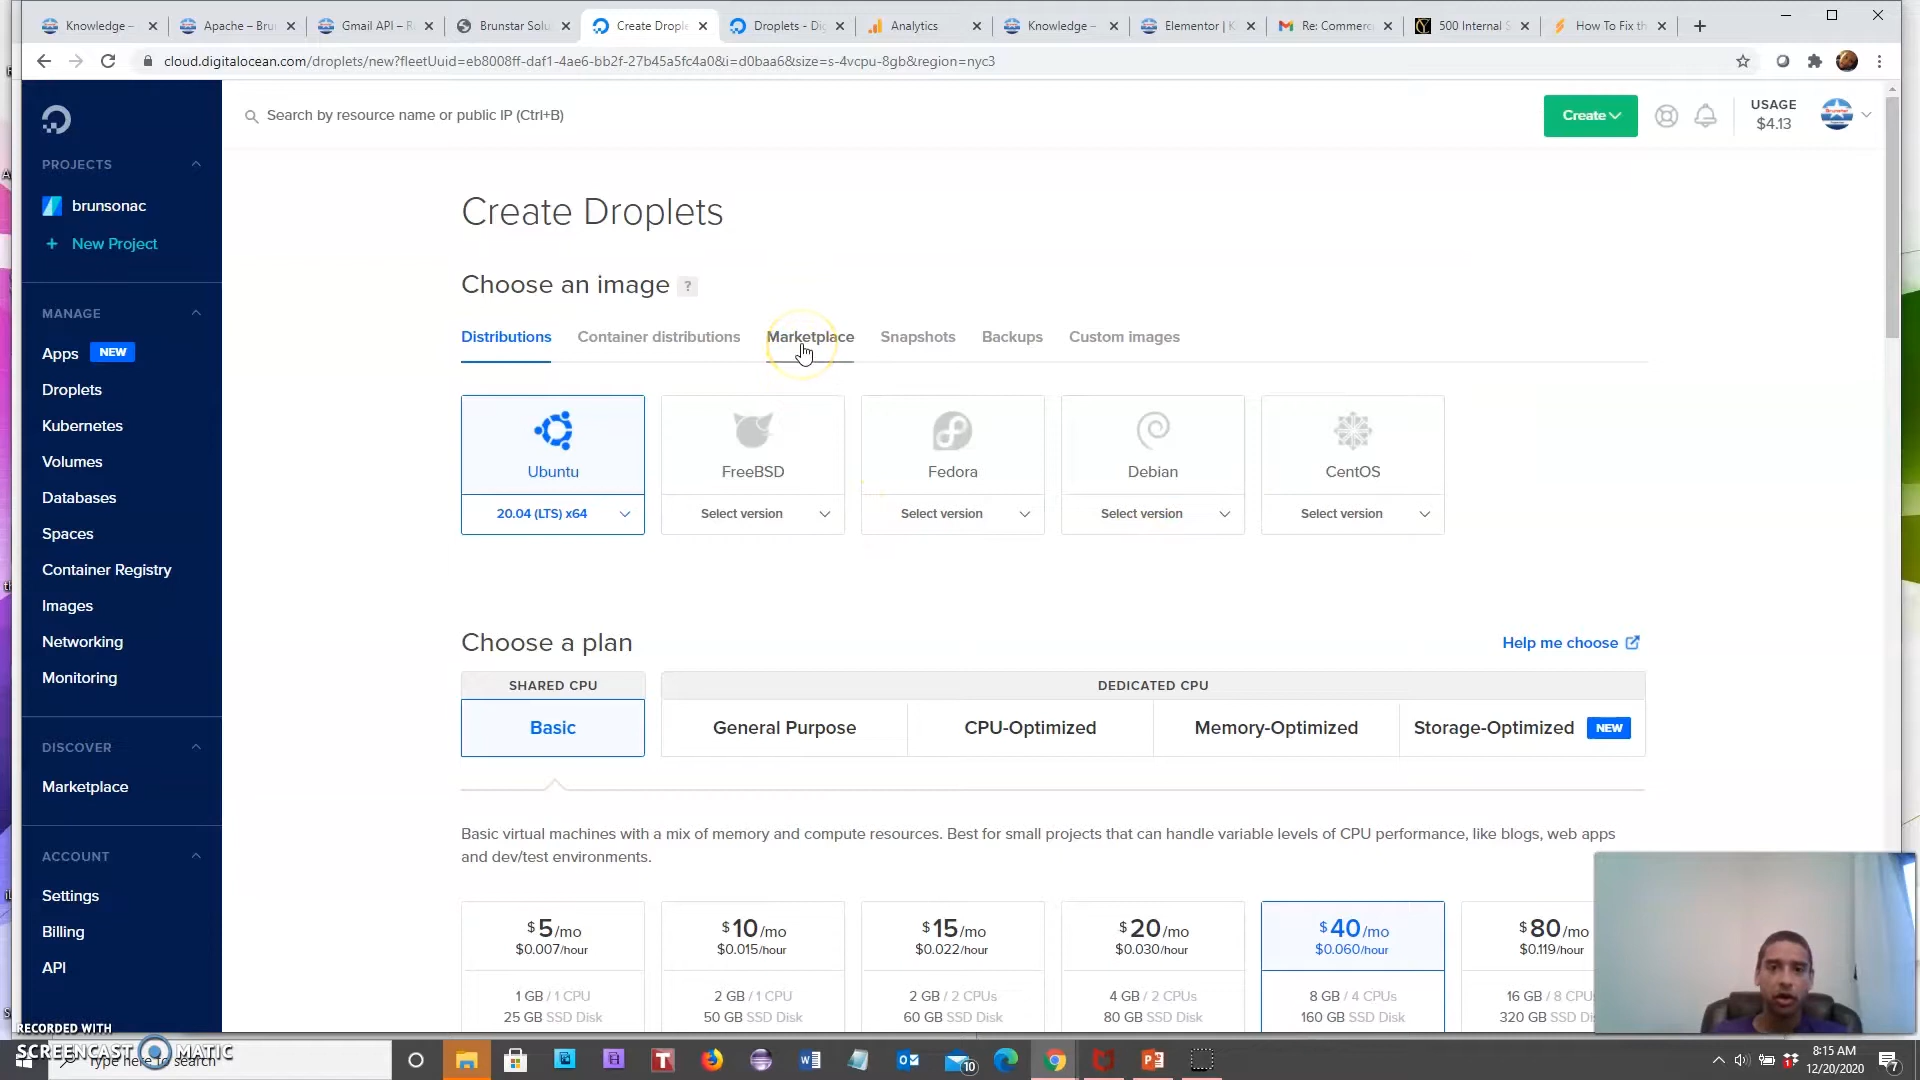 Knowledge –
Apache – Bru
Gmail API – R
Brunstar Solu
Create Drople
Droplets - Dig
Analytics
Knowledge –
Elementor | K
Re: Commerc
500 Internal S
How To Fix th
cloud.digitalocean.com/droplets/new?fleetUuid=eb8008ff-daf1-4ae6-bb2f-27b45a5fc4a0&i=d0baa6&size=s-4vcpu-8gb&region=nyc3
Search by resource name or public IP (Ctrl+B)
Create
USAGE
$4.13
PROJECTS
brunsonac
+ New Project
MANAGE
Apps NEW
Droplets
Kubernetes
Volumes
Databases
Spaces
Container Registry
Images
Networking
Monitoring
DISCOVER
Marketplace
ACCOUNT
Settings
Billing
API
Create Droplets
Choose an image ?
Distributions Container distributions Marketplace Snapshots Backups Custom images
Ubuntu FreeBSD Fedora Debian CentOS
20.04 (LTS) x64 Select version Select version Select version Select version
Choose a plan Help me choose
SHARED CPU DEDICATED CPU
Basic General Purpose CPU-Optimized Memory-Optimized Storage-Optimized NEW
Basic virtual machines with a mix of memory and compute resources. Best for small projects that can handle variable levels of CPU performance, like blogs, web apps
and dev/test environments.
$5/mo $10/mo $15/mo $20/mo $40/mo $80/mo
$0.007/hour $0.015/hour $0.022/hour $0.030/hour $0.060/hour $0.119/hour
1 GB / 1 CPU 2 GB / 1 CPU 2 GB / 2 CPUs 4 GB / 2 CPUs 8 GB / 4 CPUs 16 GB / 8 CPU
25 GB SSD Disk 50 GB SSD Disk 60 GB SSD Disk 80 GB SSD Disk 160 GB SSD Disk 320 GB SSD Di
RECORDED WITH
SCREENCAST MATIC
Type here to search
10
8:15 AM
12/20/2020
7